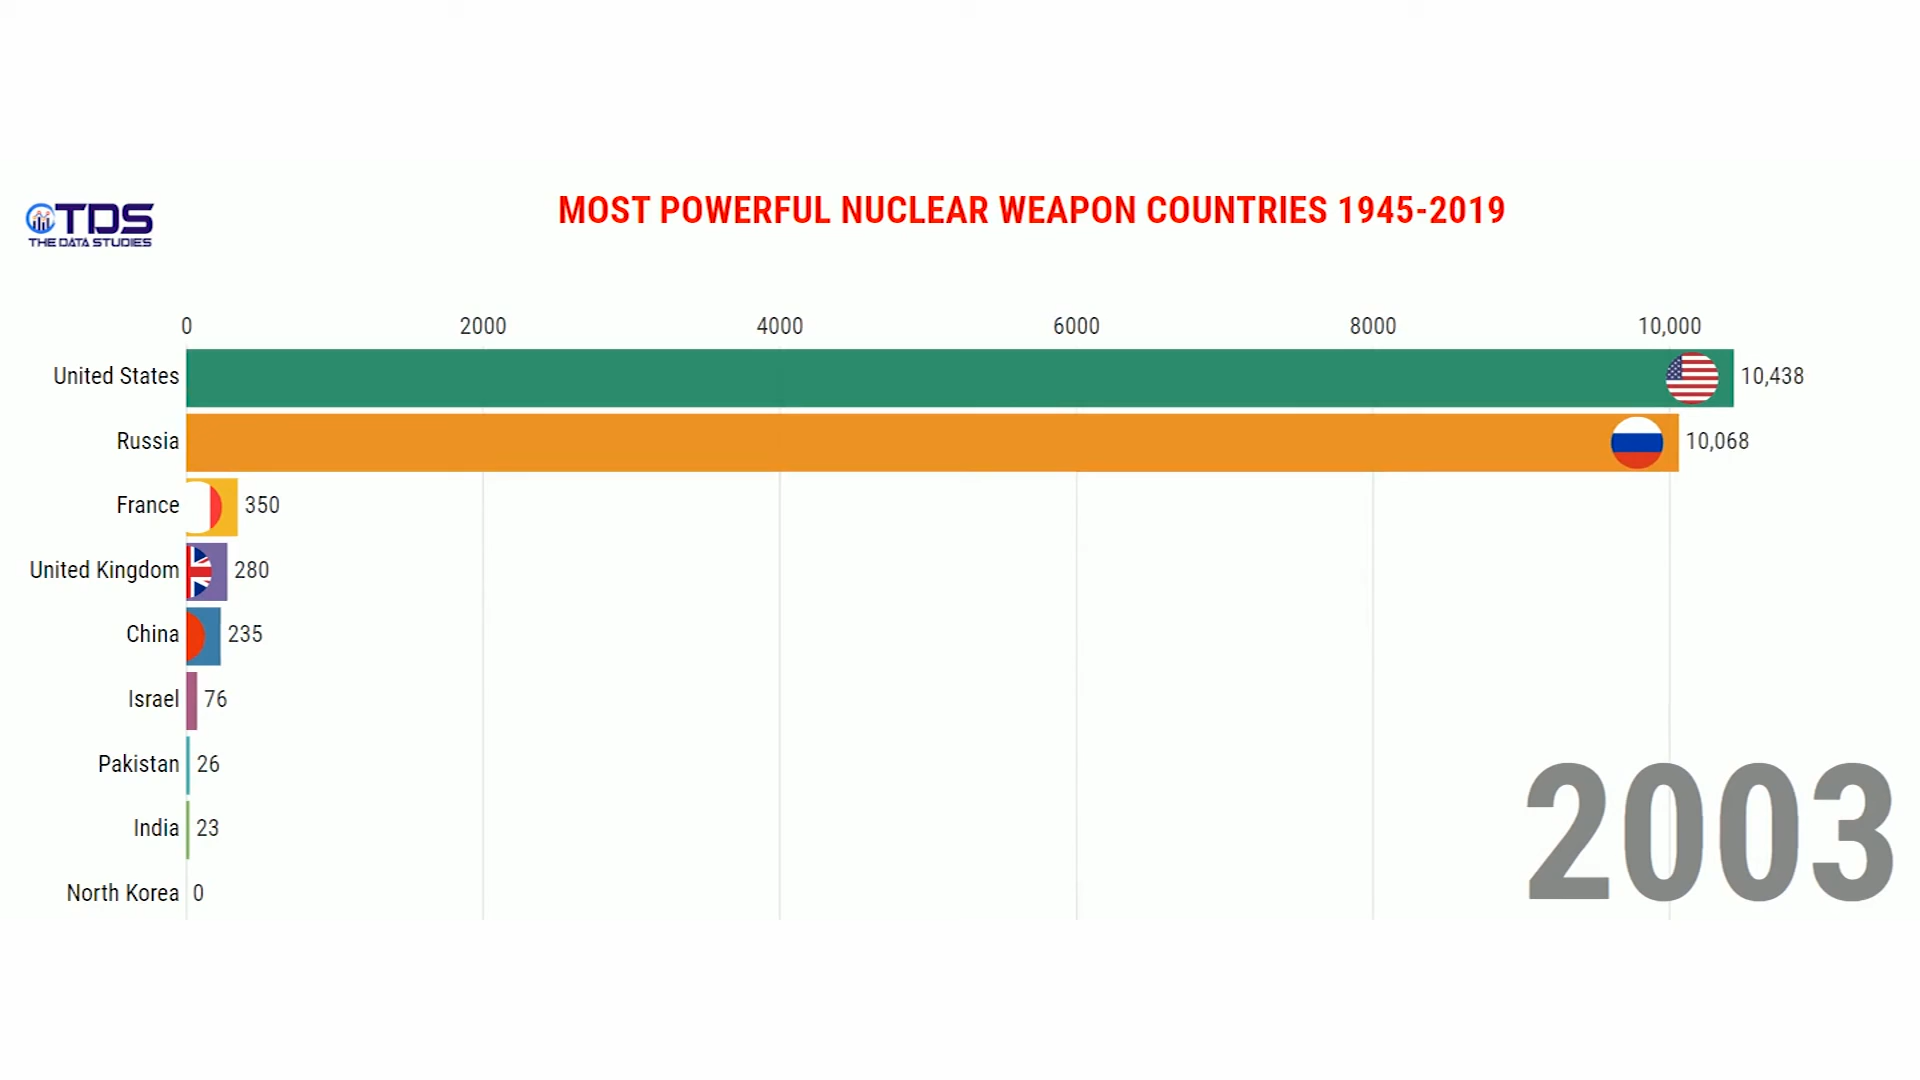 TDS
THE DATA STUDIES
MOST POWERFUL NUCLEAR WEAPON COUNTRIES 1945-2019
0 2000 4000 6000 8000 10,000
United States 10,438
Russia 10,068
France 350
United Kingdom 280
China 235
Israel 76
Pakistan 26
India 23
North Korea 0
2003